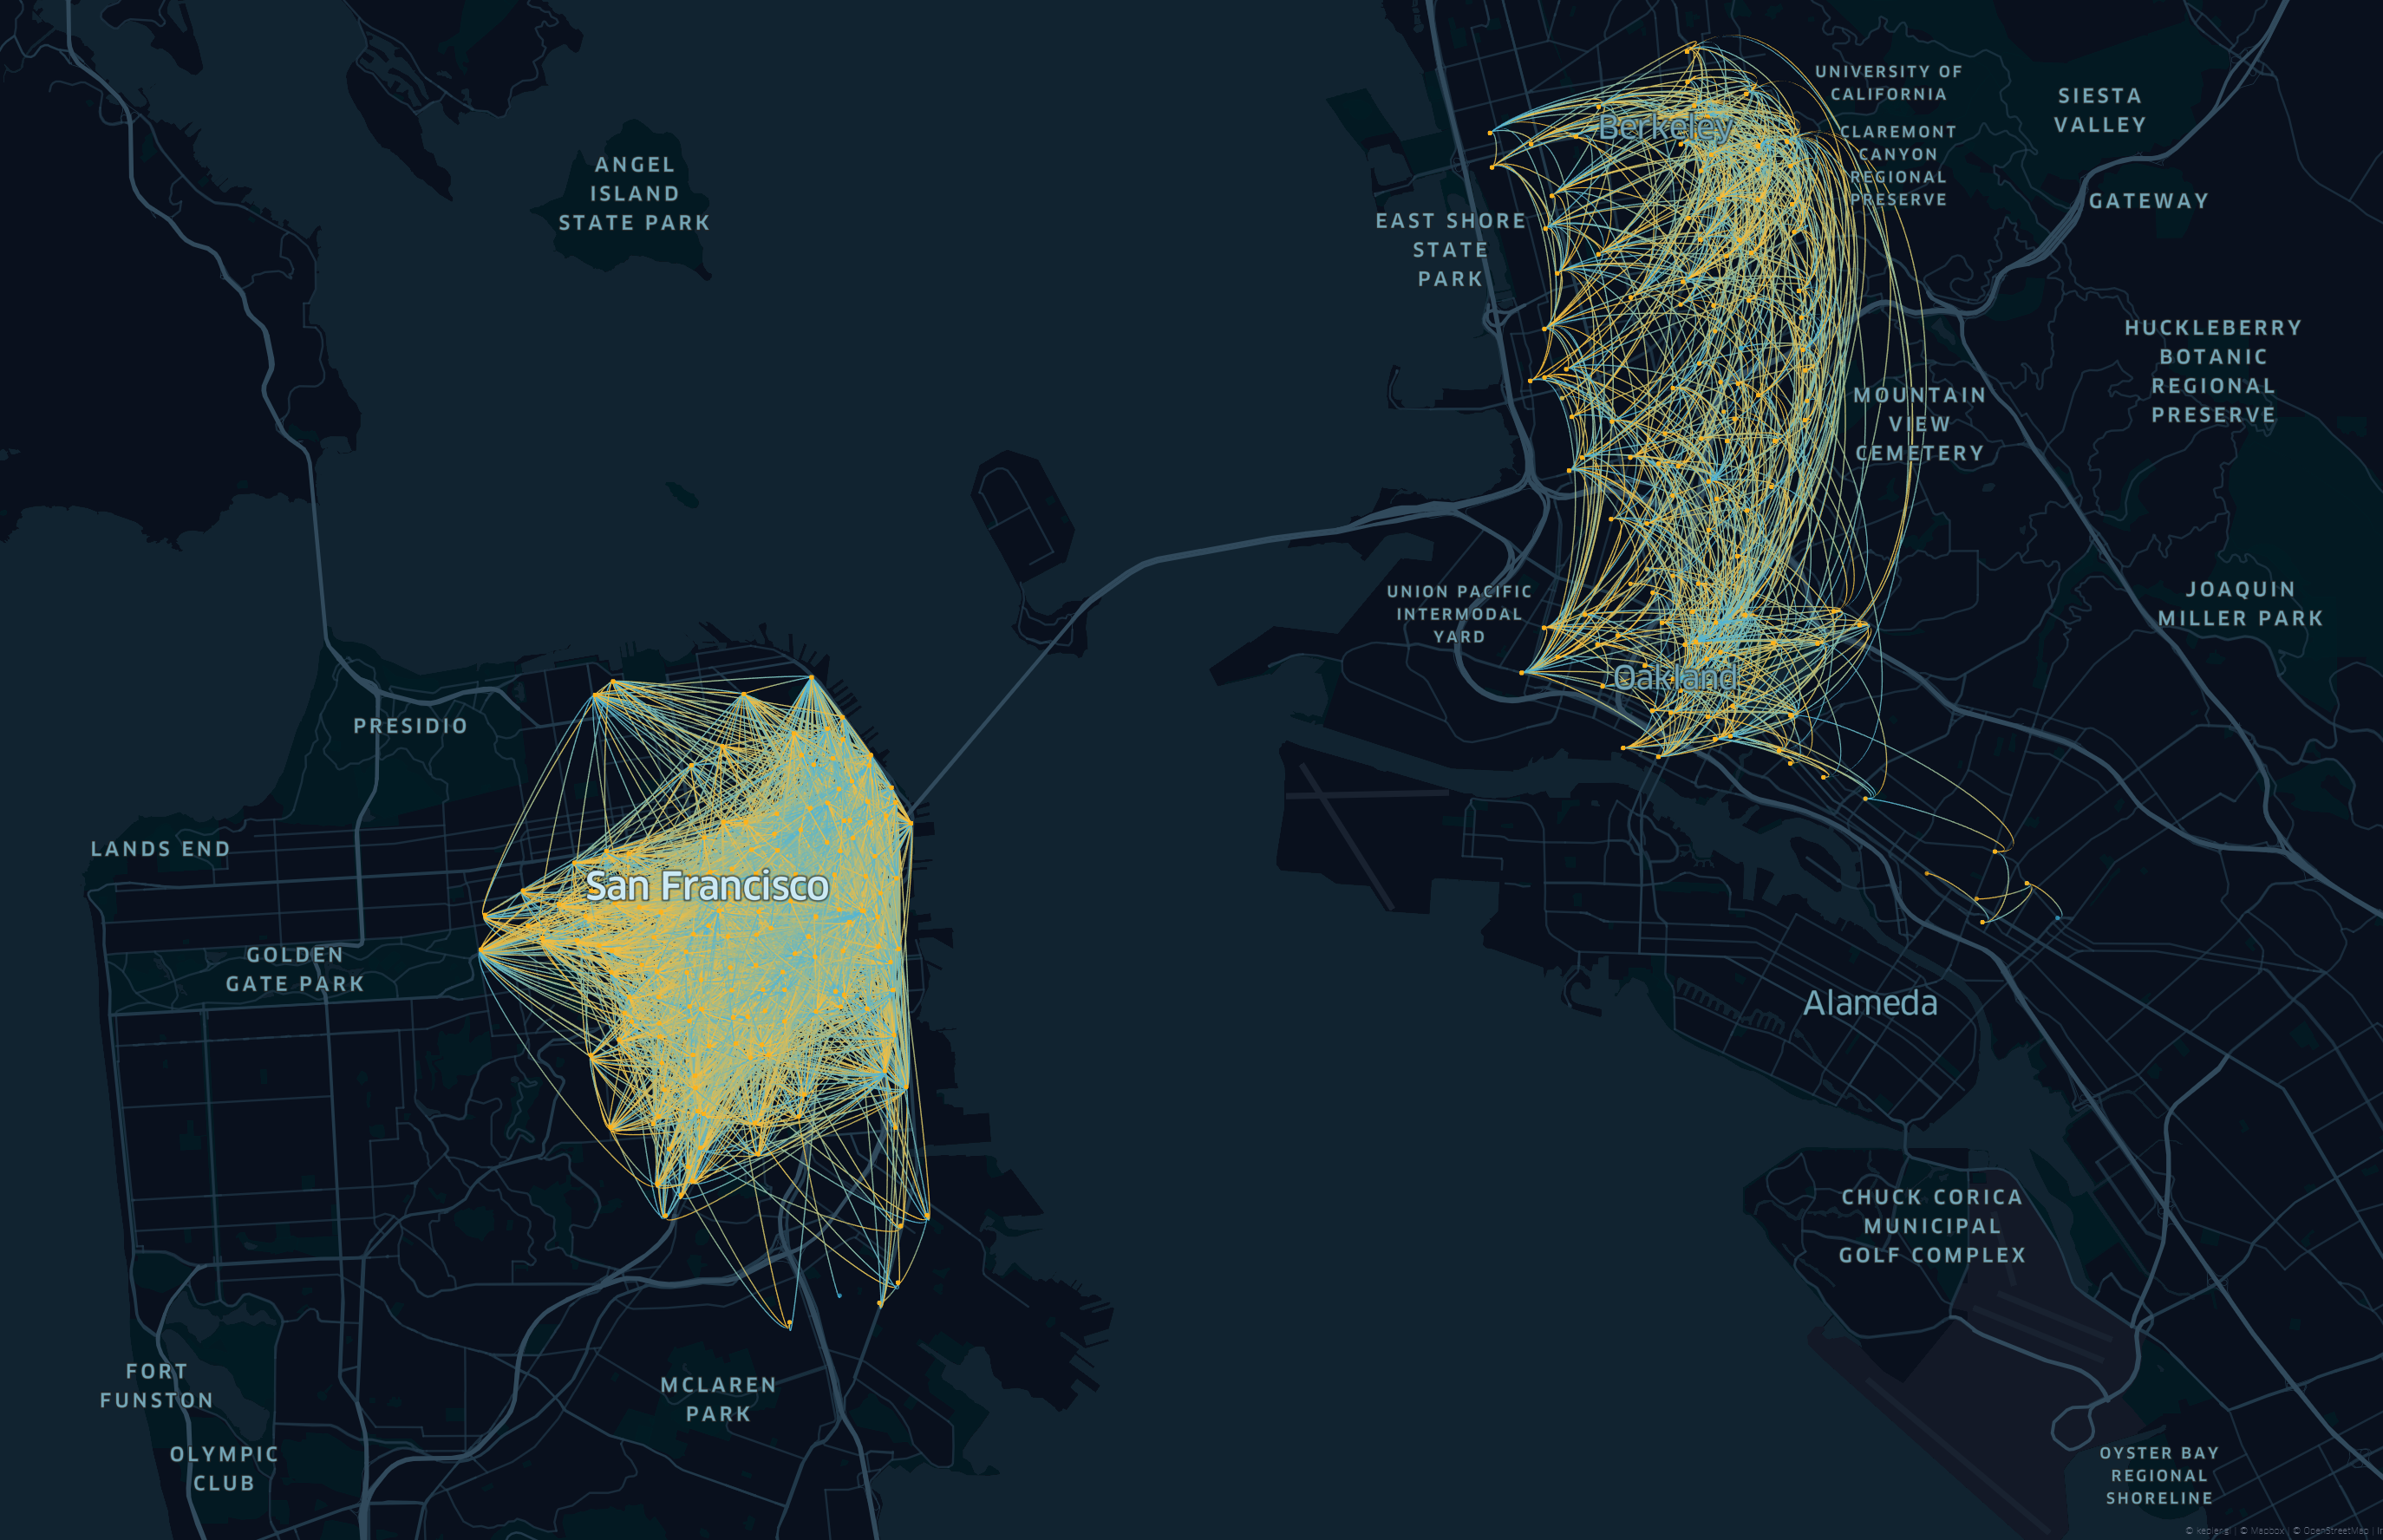 UNIVERSITY OF
CALIFORNIA
SIESTA
VALLEY
Berkeley
CLAREMONT
CANYON
REGIONAL
PRESERVE
ANGEL
ISLAND
STATE PARK
GATEWAY
EAST SHORE
STATE
PARK
HUCKLEBERRY
BOTANIC
REGIONAL
PRESERVE
MOUNTAIN
VIEW
CEMETERY
UNION PACIFIC
INTERMODAL
YARD
JOAQUIN
MILLER PARK
Oakland
PRESIDIO
LANDS END
San Francisco
GOLDEN
GATE PARK
Alameda
CHUCK CORICA
MUNICIPAL
GOLF COMPLEX
FORT
FUNSTON
MCLAREN
PARK
OLYMPIC
CLUB
OYSTER BAY
REGIONAL
SHORELINE
© kepler.gl | © Mapbox | © OpenStreetMap |